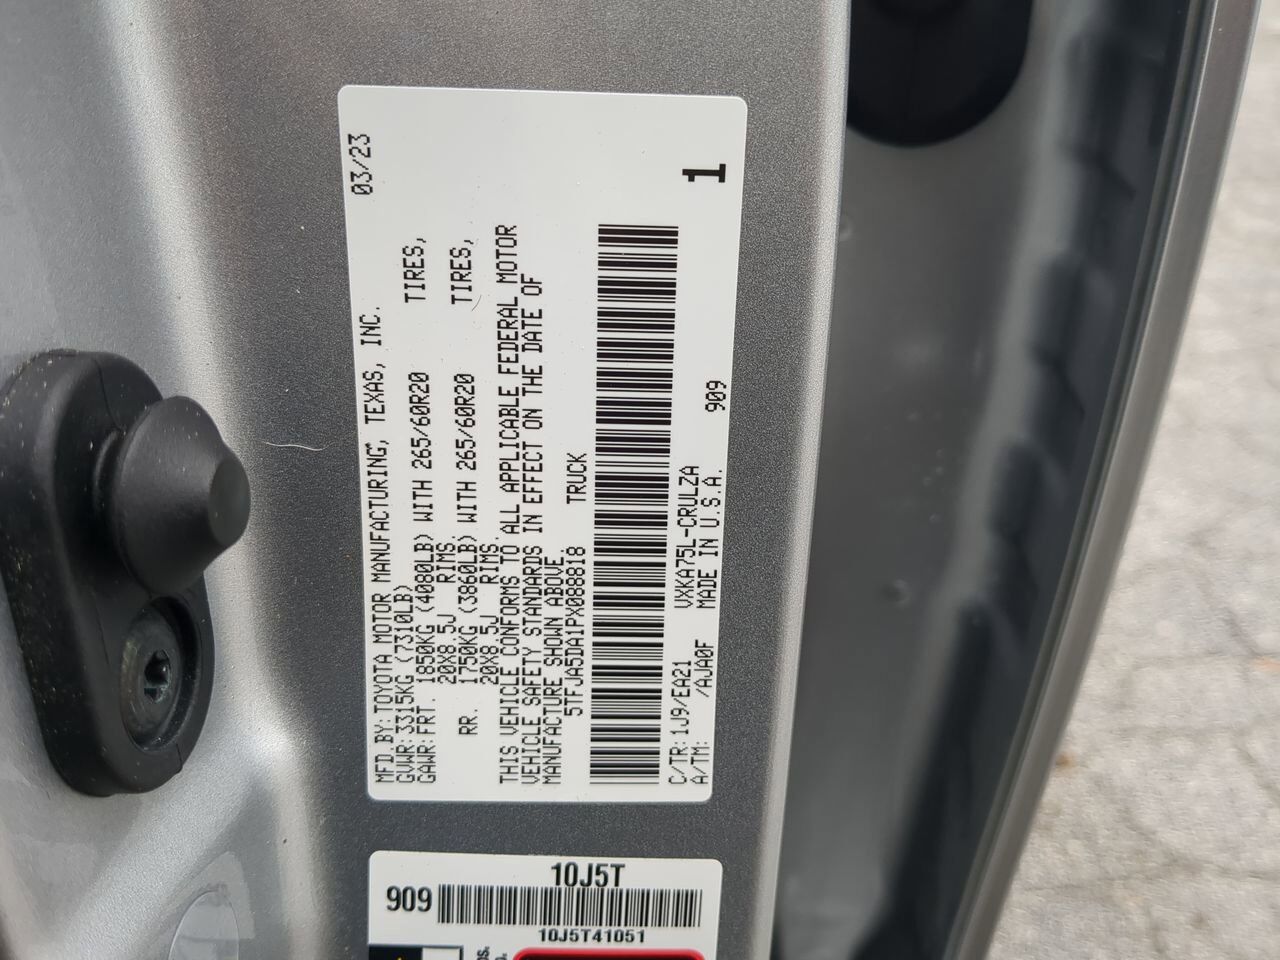 03/23
MFD.BY:TOYOTA MOTOR MANUFACTURING, TEXAS, INC.
GVWR:3315KG (7310LB)
GAWR:FRT. 1850KG (4080LB) WITH 265/60R20 TIRES,
20X8.5J RIMS.
RR. 1750KG (3860LB) WITH 265/60R20 TIRES,
20X8.5J RIMS.
THIS VEHICLE CONFORMS TO ALL APPLICABLE FEDERAL MOTOR
VEHICLE SAFETY STANDARDS IN EFFECT ON THE DATE OF
MANUFACTURE SHOWN ABOVE.
5TFJA5DA1PX088818 TRUCK
C/TR:1J9/EA21 VXKA75L-CRULZA
A/TM: /AJA0F MADE IN U.S.A. 909
1
10J5T
909
10J5T41051